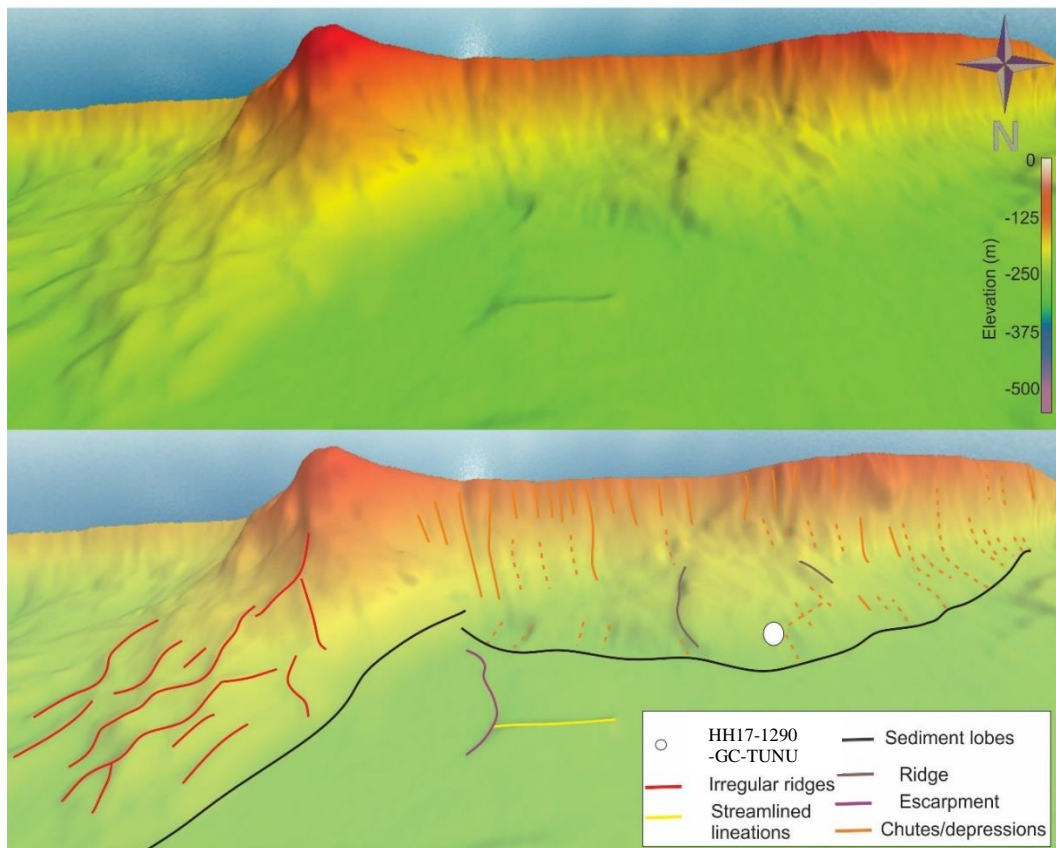 N
0
-125
-250
-375
-500
Elevation (m)
HH17-1290
-GC-TUNU
Irregular ridges
Streamlined
lineations
Sediment lobes
Ridge
Escarpment
Chutes/depressions